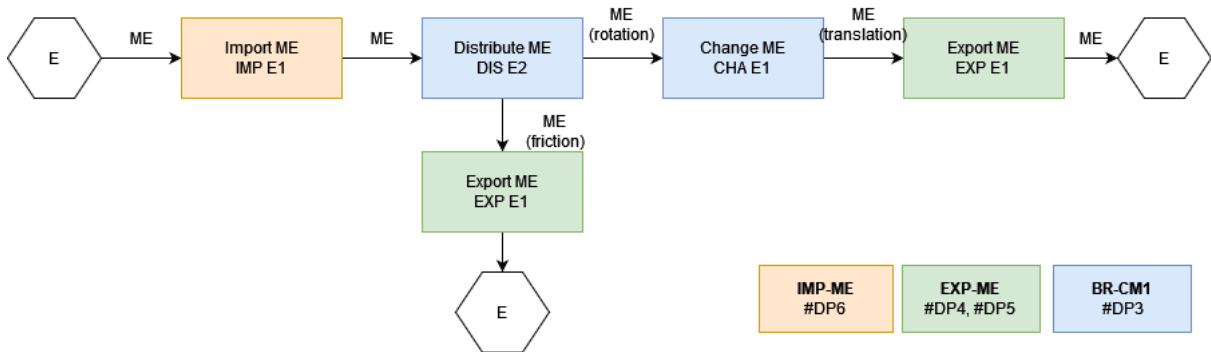 E
ME
Import ME
IMP E1
ME
Distribute ME
DIS E2
ME
(rotation)
Change ME
CHA E1
ME
(translation)
Export ME
EXP E1
ME
E
ME
(friction)
Export ME
EXP E1
E
IMP-ME
#DP6
EXP-ME
#DP4, #DP5
BR-CM1
#DP3